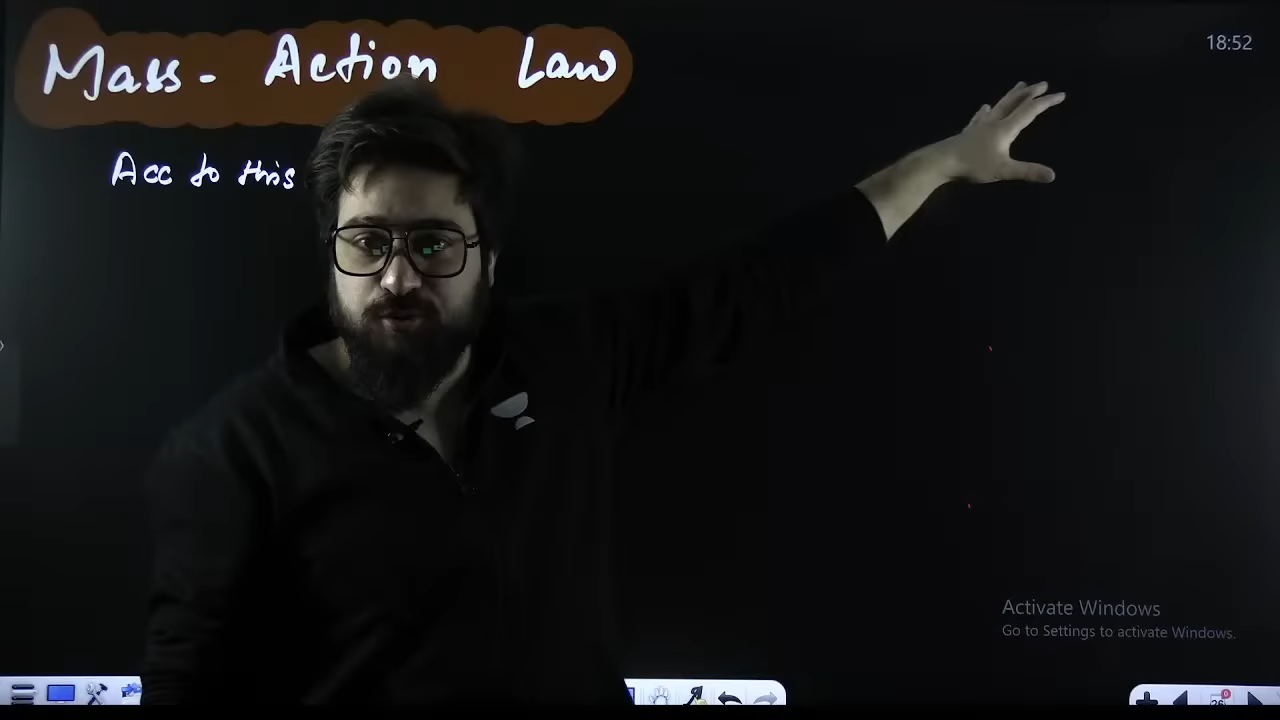 Mass - Action Law
18:52
Acc to this
Activate Windows
Go to Settings to activate Windows.